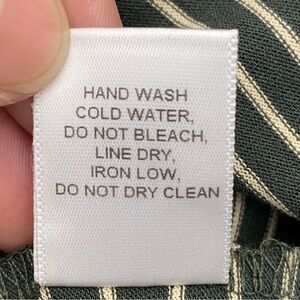 HAND WASH
COLD WATER,
DO NOT BLEACH,
LINE DRY,
IRON LOW,
DO NOT DRY CLEAN